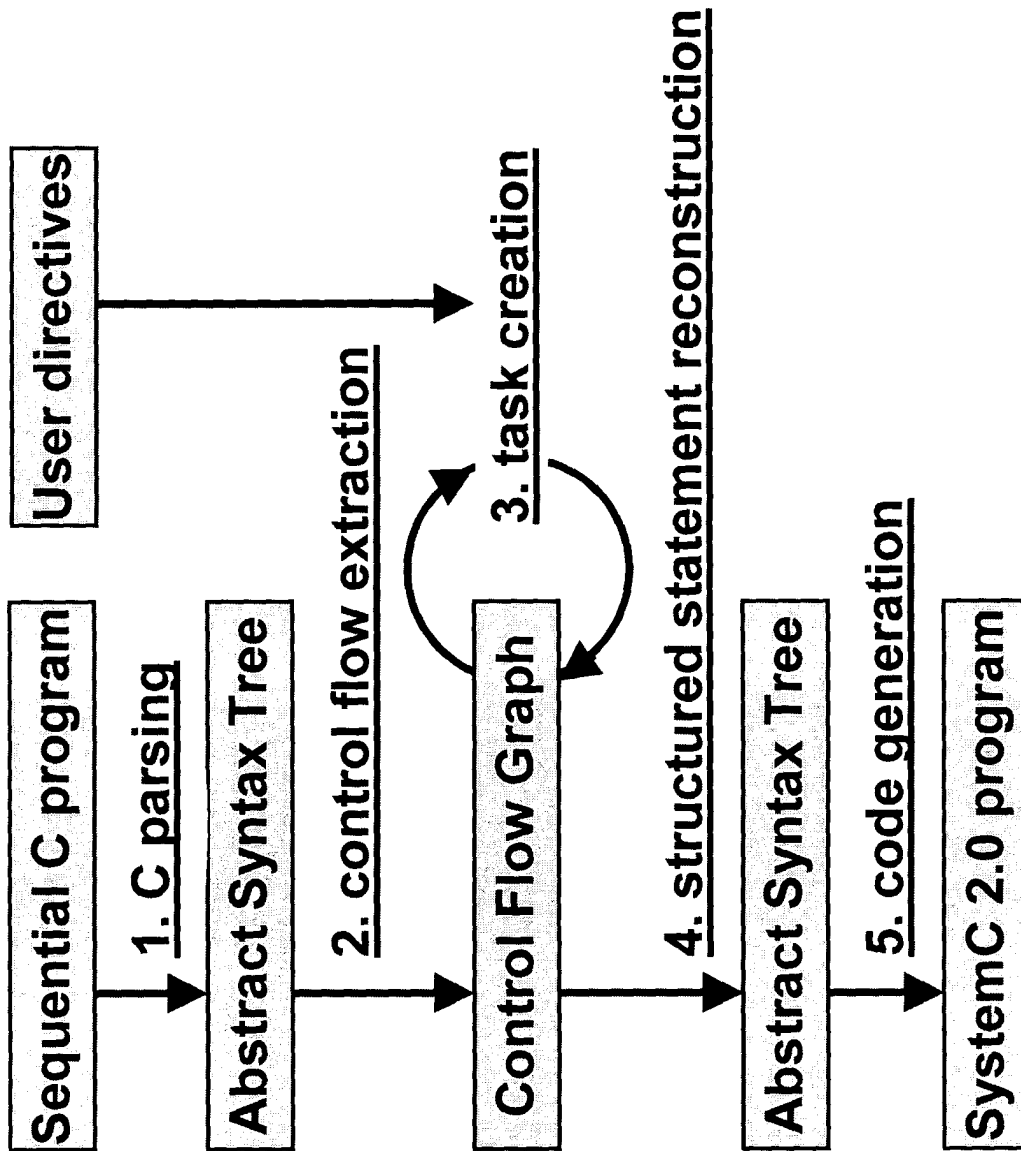 Sequential C program
User directives
1. C parsing
Abstract Syntax Tree
2. control flow extraction
Control Flow Graph
3. task creation
4. structured statement reconstruction
Abstract Syntax Tree
5. code generation
SystemC 2.0 program